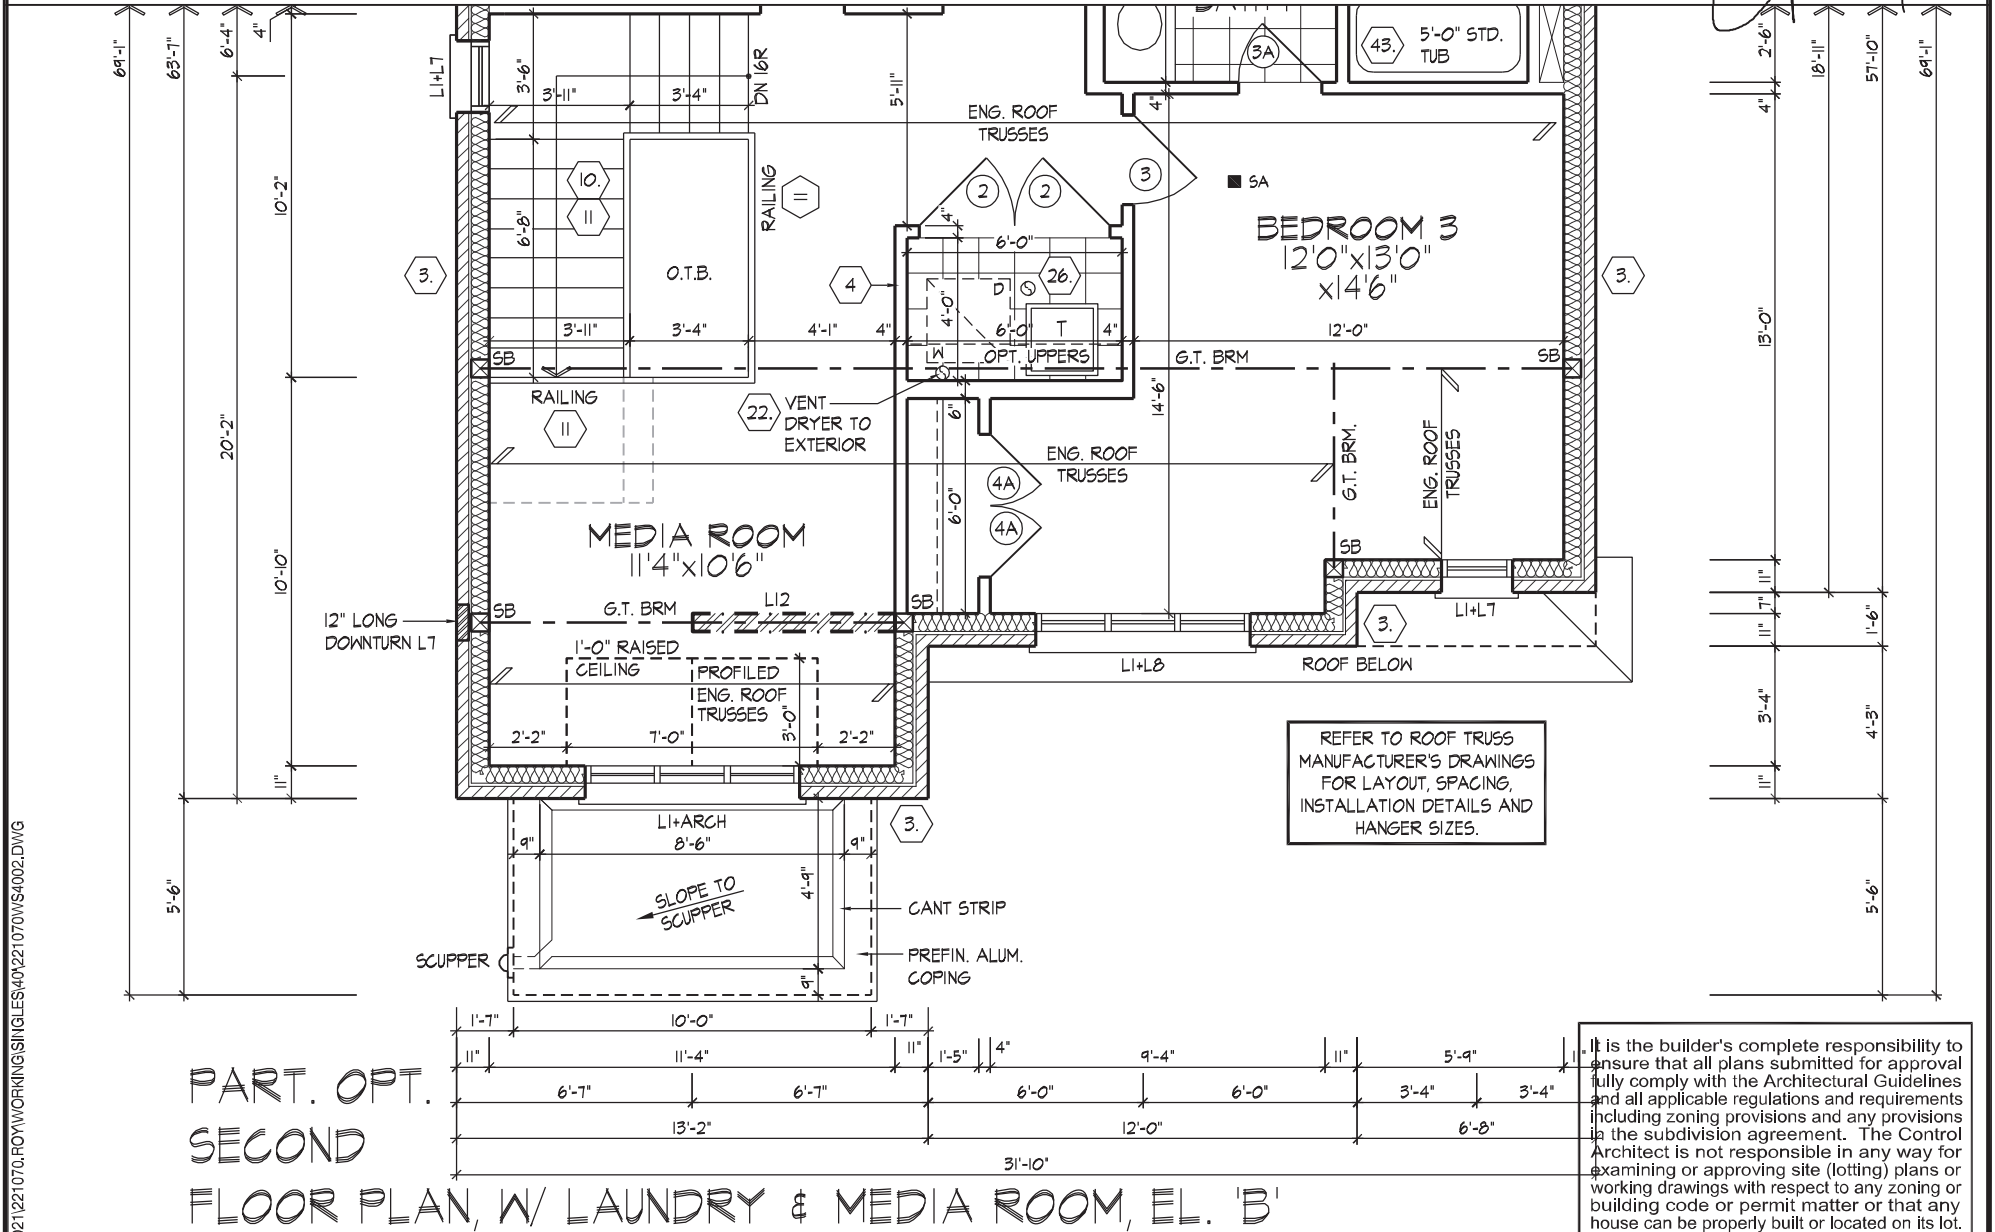 69'-1"
63'-7"
6'-4"
4"
10'-2"
20'-2"
10'-10"
11"
5'-6"
L1+L7
3'-6"
3'-11"
3'-4"
DN 16R
5'-11"
10.
11
6'-8"
RAILING
11
O.T.B.
3.
3'-11"
3'-4"
4'-1"
4"
SB
RAILING
11
ENG. ROOF
TRUSSES
2
2
3
4"
6'-0"
4
26.
D
4'-0"
T
6'-0"
4"
W
OPT. UPPERS
22.
VENT
DRYER TO
EXTERIOR
3A
43.
5'-0" STD.
TUB
4"
SA
BEDROOM 3
12'0"x13'0"
x14'6"
3.
12'-0"
G.T. BRM
SB
14'-6"
6"
6'-0"
ENG. ROOF
TRUSSES
4A
4A
G.T. BRM.
ENG. ROOF
TRUSSES
SB
MEDIA ROOM
11'4"x10'6"
12" LONG
DOWNTURN L7
SB
G.T. BRM
L12
SB
1'-0" RAISED
CEILING
PROFILED
ENG. ROOF
TRUSSES
3'-0"
2'-2"
7'-0"
2'-2"
L1+L8
3.
L1+L7
ROOF BELOW
REFER TO ROOF TRUSS
MANUFACTURER'S DRAWINGS
FOR LAYOUT, SPACING,
INSTALLATION DETAILS AND
HANGER SIZES.
L1+ARCH
3.
9"
8'-6"
9"
SLOPE TO
SCUPPER
4'-9"
9"
CANT STRIP
SCUPPER
PREFIN. ALUM.
COPING
2'-6"
18'-11"
57'-10"
69'-1"
4"
13'-0"
11"
7"
11"
1'-6"
3'-4"
4'-3"
11"
5'-6"
1'-7"
10'-0"
1'-7"
11"
11'-4"
11"
1'-5"
4"
9'-4"
11"
5'-9"
6'-7"
6'-7"
6'-0"
6'-0"
3'-4"
3'-4"
13'-2"
12'-0"
6'-8"
31'-10"
PART. OPT.
SECOND
FLOOR PLAN, W/ LAUNDRY & MEDIA ROOM, EL. 'B'
It is the builder's complete responsibility to
ensure that all plans submitted for approval
fully comply with the Architectural Guidelines
and all applicable regulations and requirements
including zoning provisions and any provisions
in the subdivision agreement. The Control
Architect is not responsible in any way for
examining or approving site (lotting) plans or
working drawings with respect to any zoning or
building code or permit matter or that any
house can be properly built or located on its lot.
021\221070.ROY\WORKING\SINGLES\40\221070WS4002.DWG